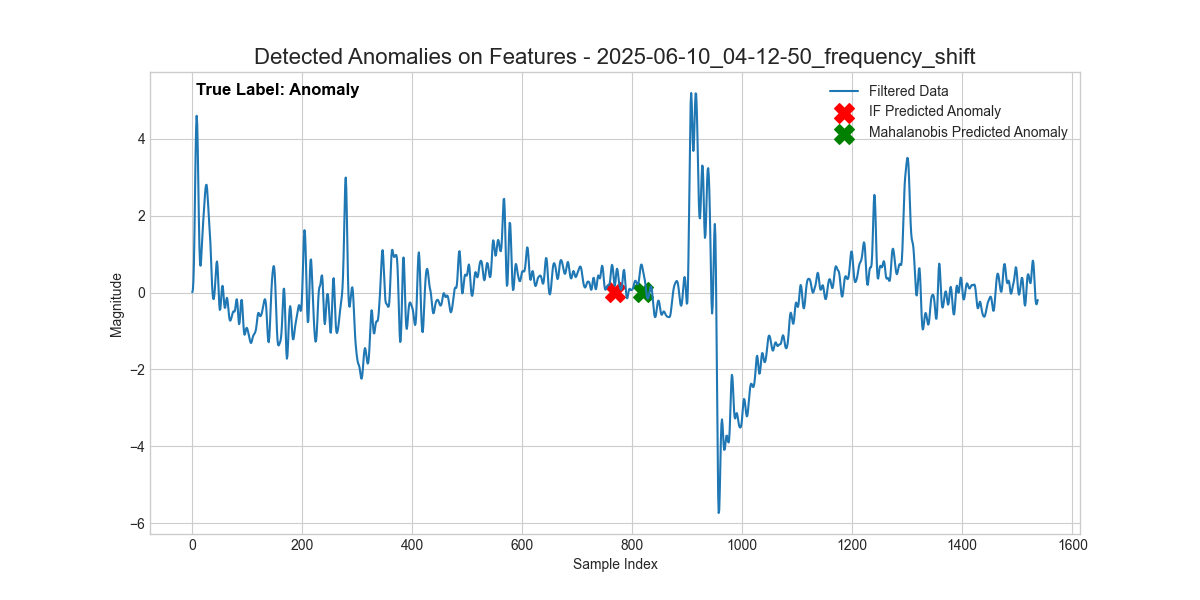 Detected Anomalies on Features - 2025-06-10_04-12-50_frequency_shift
True Label: Anomaly
Filtered Data
IF Predicted Anomaly
Mahalanobis Predicted Anomaly
Magnitude
4
2
0
−2
−4
−6
0 200 400 600 800 1000 1200 1400 1600
Sample Index